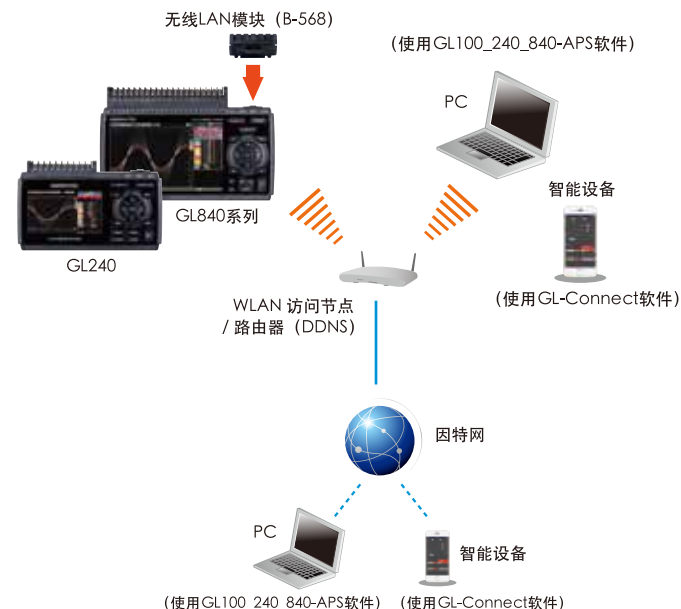 无线LAN模块（B-568）
（使用GL100_240_840-APS软件）
PC
智能设备
GL840系列
GL240
（使用GL-Connect软件）
WLAN 访问节点
/ 路由器（DDNS）
因特网
PC
智能设备
（使用GL100_240_840-APS软件）
（使用GL-Connect软件）